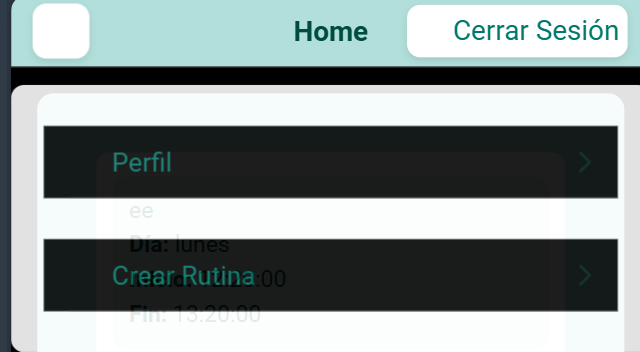 Home
Cerrar Sesión
Perfil
ee
Día: lunes
Crear Rutina
Fin: 13:20:00